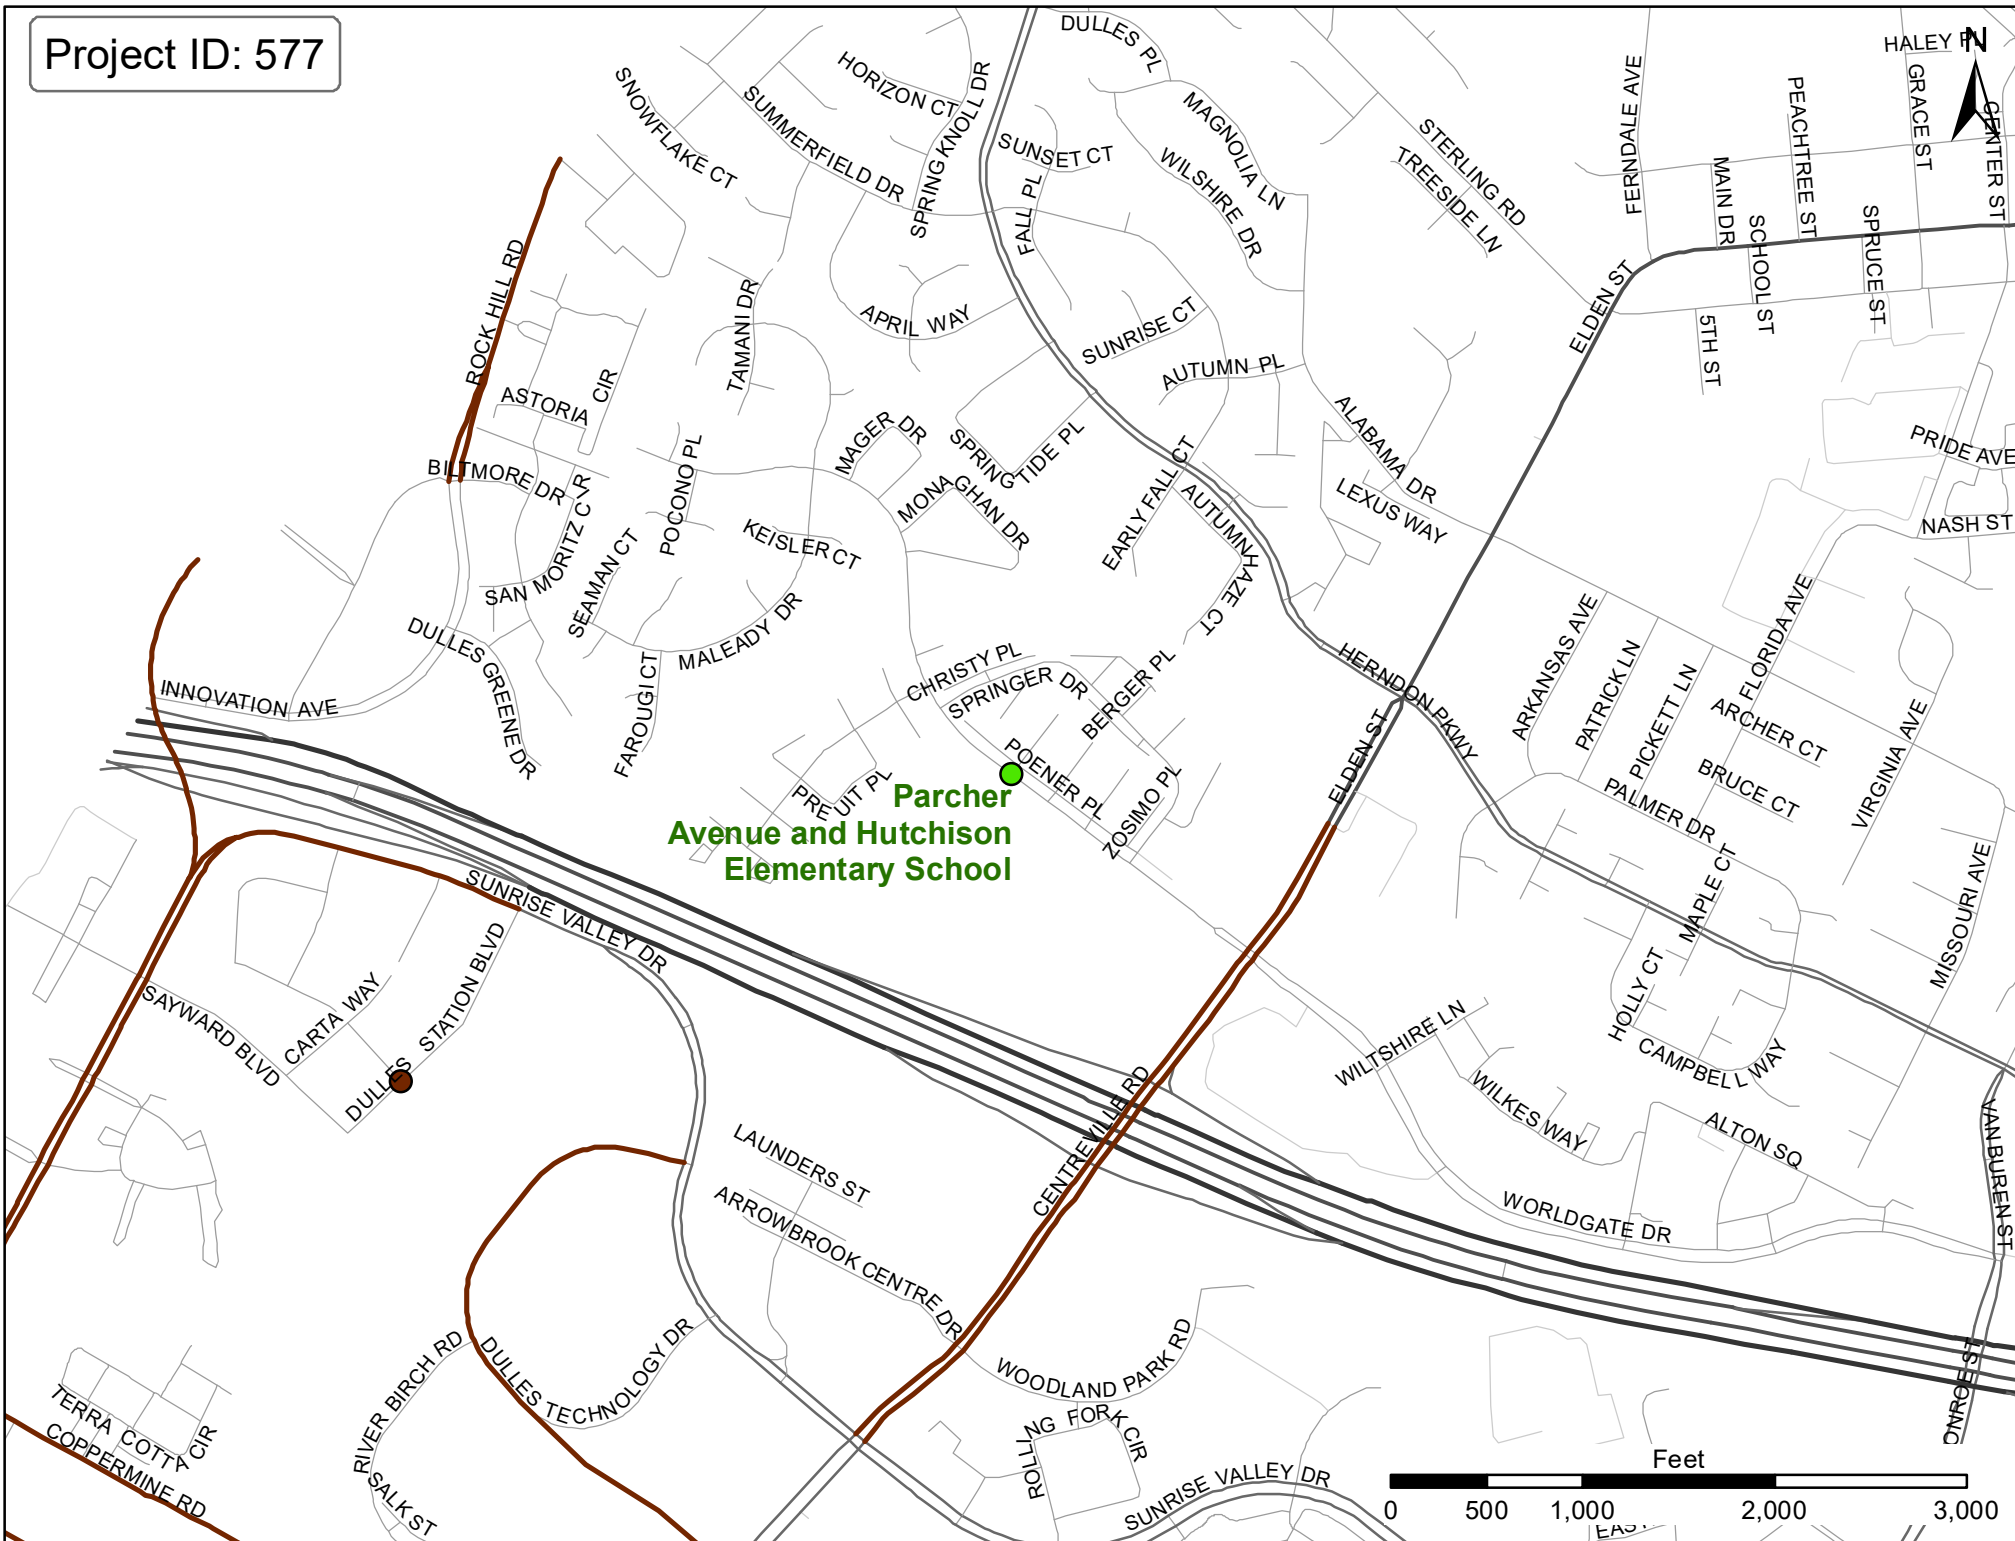 Project ID: 577
DULLES PL
HALEY PL
N
HORIZON CT
SNOWFLAKE CT
SUMMERFIELD DR
SPRING KNOLL DR
SUNSET CT
FALL PL
MAGNOLIA LN
WILSHIRE DR
STERLING RD
TREESIDE LN
FERNDALE AVE
MAIN DR
PEACHTREE ST
GRACE ST
CENTER ST
SCHOOL ST
SPRUCE ST
ROCK HILL RD
TAMANI DR
APRIL WAY
SUNRISE CT
AUTUMN PL
ELDEN ST
5TH ST
ASTORIA CIR
ALABAMA DR
PRIDE AVE
MAGER DR
SPRING TIDE PL
BILTMORE DR
POCONO PL
MONAGHAN DR
EARLY FALL CT
LEXUS WAY
NASH ST
SAN MORITZ CIR
SEAMAN CT
KEISLER CT
AUTUMN HAZE CT
DULLES GREENE DR
FAROUGI CT
MALEADY DR
CHRISTY PL
SPRINGER DR
BERGER PL
HERNDON PKWY
ARKANSAS AVE
PATRICK LN
PICKETT LN
FLORIDA AVE
ARCHER CT
BRUCE CT
VIRGINIA AVE
INNOVATION AVE
PREUIT PL
POENER PL
ZOSIMO PL
ELDEN ST
PALMER DR
Parcher
Avenue and Hutchison
Elementary School
MAPLE CT
MISSOURI AVE
SUNRISE VALLEY DR
SAYWARD BLVD
CARTA WAY
DULLES STATION BLVD
HOLLY CT
CAMPBELL WAY
WILTSHIRE LN
WILKES WAY
ALTON SQ
VAN BUREN ST
CENTREVILLE RD
LAUNDERS ST
ARROWBROOK CENTRE DR
WORLDGATE DR
RIVER BIRCH RD
DULLES TECHNOLOGY DR
WOODLAND PARK RD
ROLLING FORK CIR
TERRA COTTA CIR
COPPERMINE RD
SALK ST
SUNRISE VALLEY DR
ONROE ST
Feet
0 500 1,000 2,000 3,000